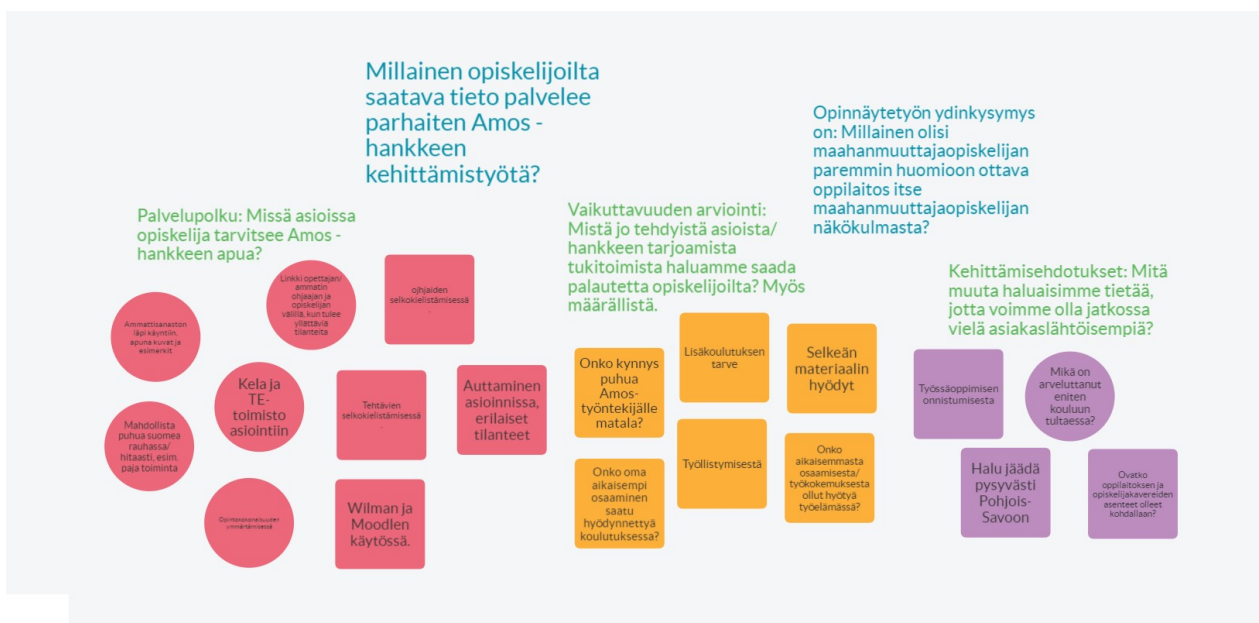 Millainen opiskelijoilta
saatava tieto palvelee
parhaiten Amos -
hankkeen
kehittämistyötä?
Opinnäytetyön ydinkysymys
on: Millainen olisi
maahanmuuttajaopiskelijan
paremmin huomioon ottava
oppilaitos itse
maahanmuuttajaopiskelijan
näkökulmasta?
Palvelupolku: Missä asioissa
opiskelija tarvitsee Amos -
hankkeen apua?
Ammattisanaston
läpi käyntiin,
apuna kuvat ja
esimerkit
Linkki opettajan/
ammatin
ohjaajan ja
opiskelijan
välillä, kun tulee
yllättäviä
tilanteita
ojhjaiden
selkokielistämisessä
.
Mahdollista
puhua suomea
rauhassa/
hitaasti, esim.
paja toiminta
Kela ja
TE-
toimisto
asiointiin
Tehtävien
selkokielistämisessä
.
Auttaminen
asioinnissa,
erilaiset
tilanteet
Opintokokonaisuuden
ymmärtämisessä
Wilman ja
Moodlen
käytössä.
Vaikuttavuuden arviointi:
Mistä jo tehdyistä asioista/
hankkeen tarjoamista
tukitoimista haluamme saada
palautetta opiskelijoilta? Myös
määrällistä.
Onko kynnys
puhua
Amos-
työntekijälle
matala?
Lisäkoulutuksen
tarve
Selkeän
materiaalin
hyödyt
Onko oma
aikaisempi
osaaminen
saatu
hyödynnettyä
koulutuksessa?
Työllistymisestä
Onko
aikaisemmasta
osaamisesta/
työkokemuksesta
ollut hyötyä
työelämässä?
Kehittämisehdotukset: Mitä
muuta haluaisimme tietää,
jotta voimme olla jatkossa
vielä asiakaslähtöisempiä?
Työssäoppimisen
onnistumisesta
Mikä on
arveluttanut
eniten
kouluun
tultaessa?
Halu jäädä
pysyvästi
Pohjois-
Savoon
Ovatko
oppilaitoksen ja
opiskelijakavereiden
asenteet olleet
kohdallaan?